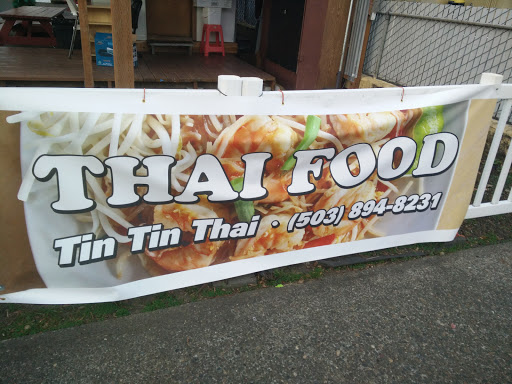 THAI FOOD
Tin Tin Thai • (503) 894-8231